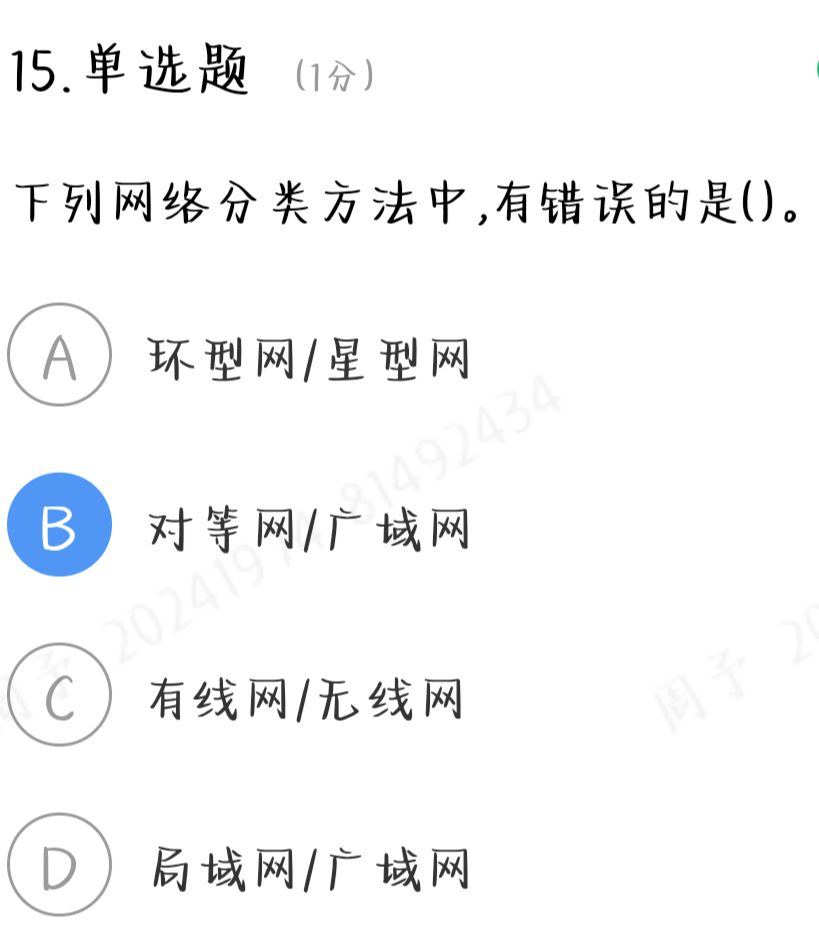 15.单选题 (1分)
下列网络分类方法中,有错误的是()。
A 环型网/星型网
B 对等网/广域网
C 有线网/无线网
D 局域网/广域网